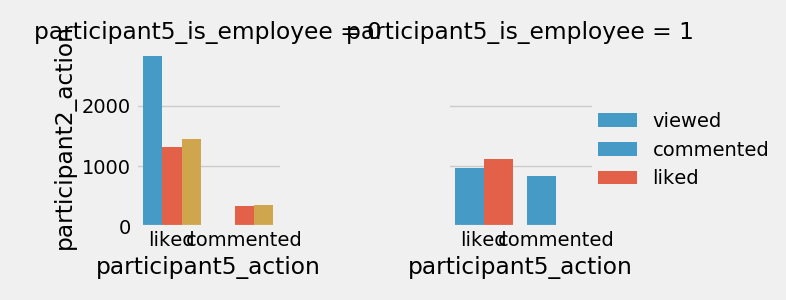 participant5_is_employee = 0
participant5_is_employee = 1
participant2_action
2000
1000
0
liked
commented
participant5_action
liked
commented
participant5_action
viewed
commented
liked